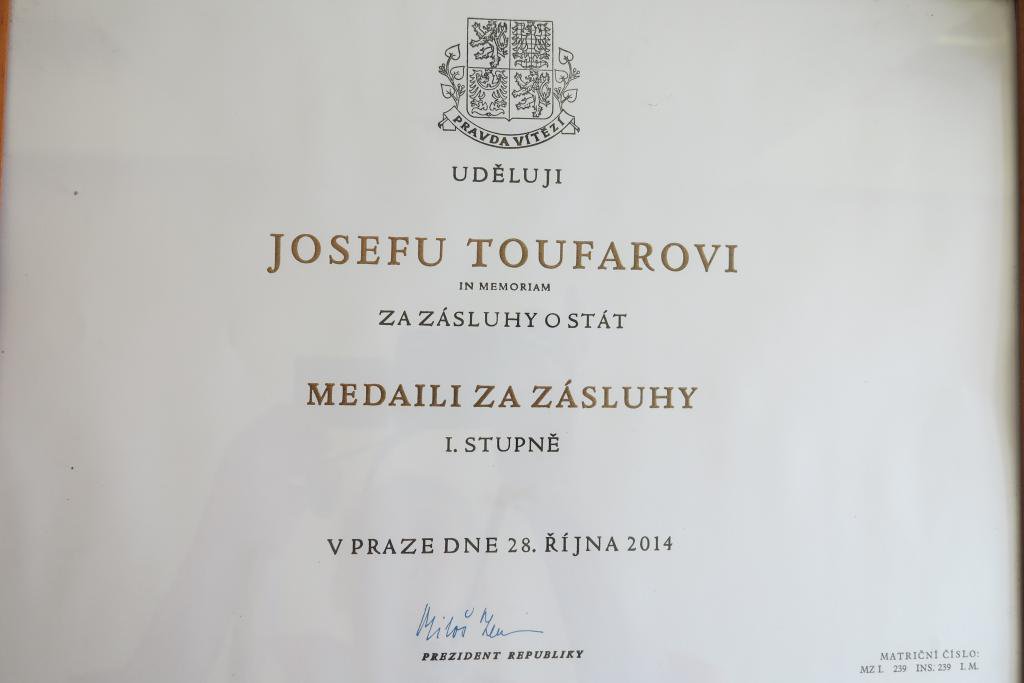 PRAVDA VÍTĚZÍ
UDĚLUJI
JOSEFU TOUFAROVI
IN MEMORIAM
ZA ZÁSLUHY O STÁT
MEDAILI ZA ZÁSLUHY
I. STUPNĚ
V PRAZE DNE 28. ŘÍJNA 2014
Miloš Zeman
PREZIDENT REPUBLIKY
MATRIČNÍ ČÍSLO:
MZ I. 239 INS: 239 I. M.